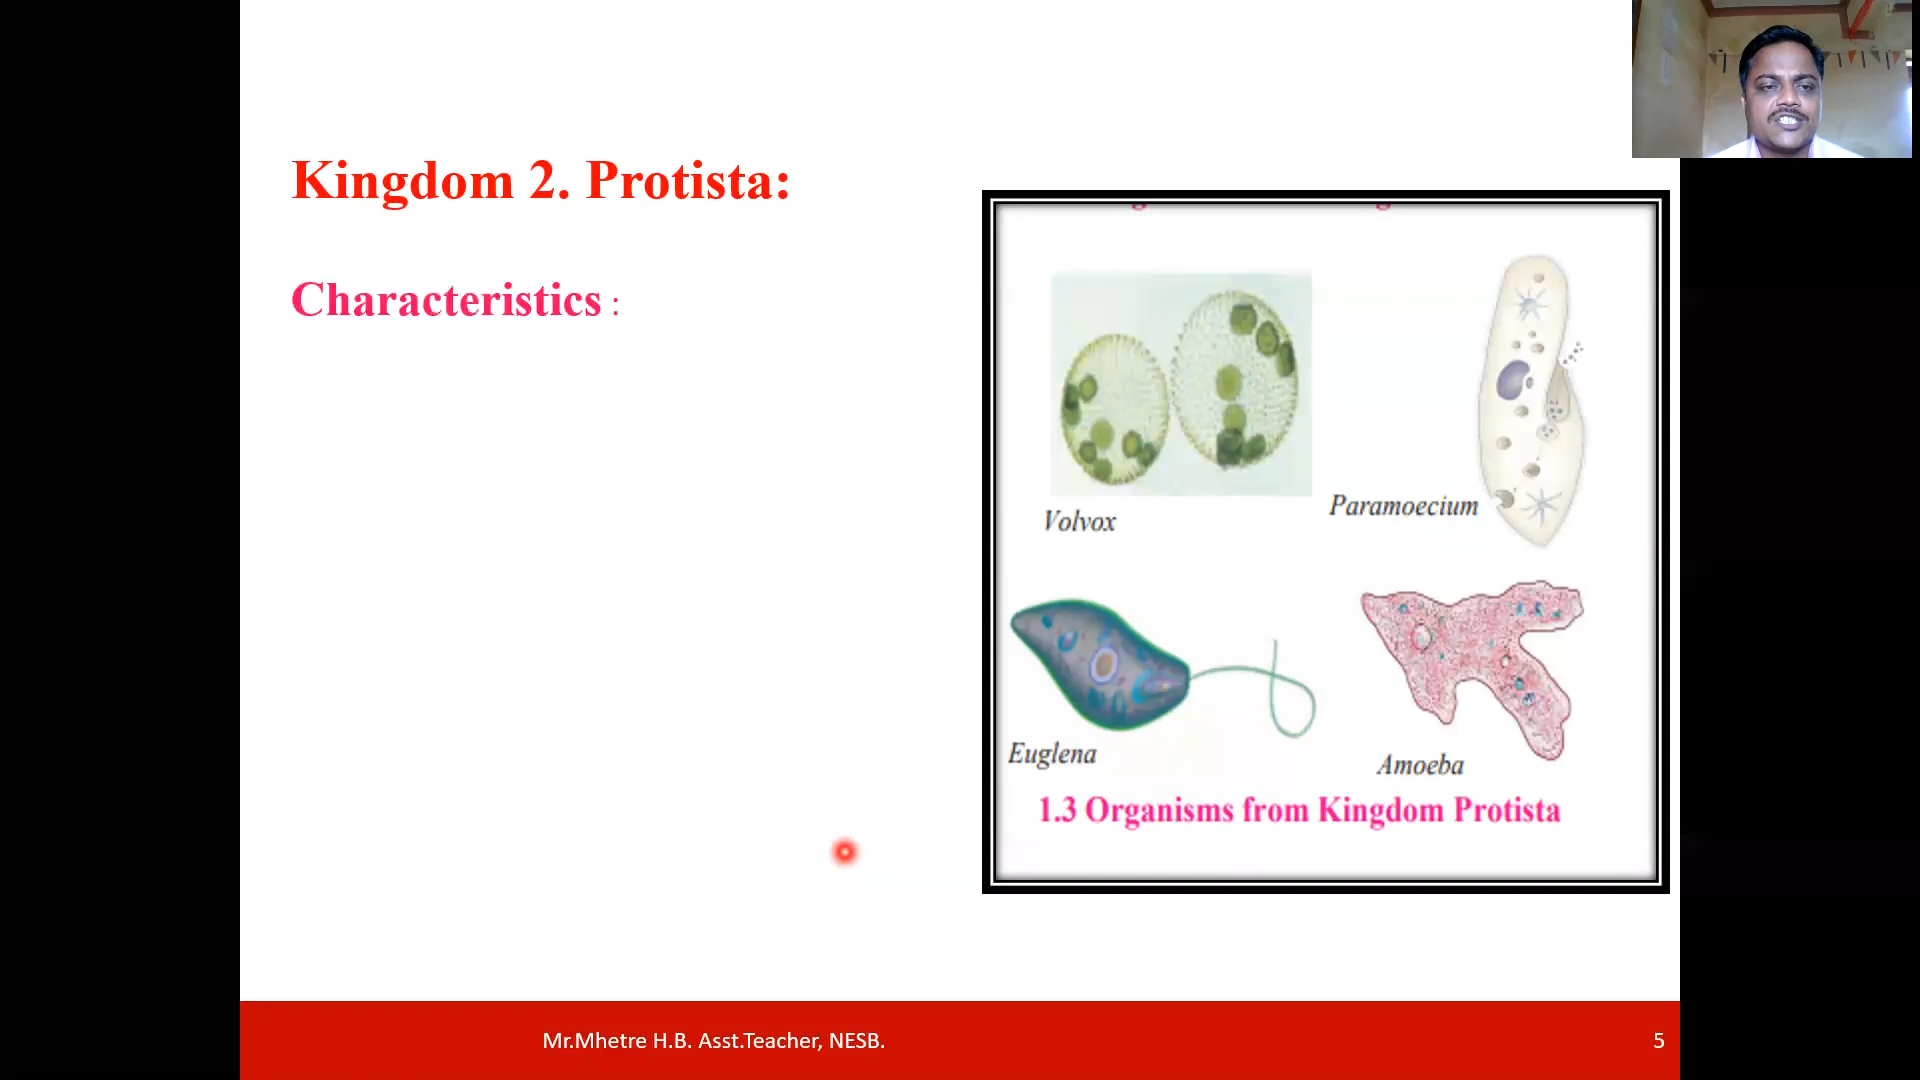 Kingdom 2. Protista:
Characteristics :
Volvox
Paramoecium
Euglena
Amoeba
1.3 Organisms from Kingdom Protista
Mr.Mhetre H.B. Asst.Teacher, NESB.
5